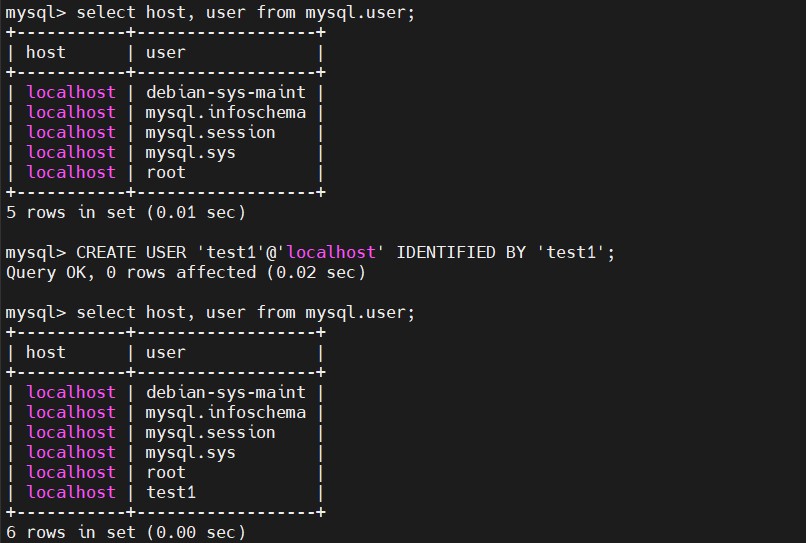 mysql> select host, user from mysql.user;
+-----------+------------------+
| host      | user             |
+-----------+------------------+
| localhost | debian-sys-maint |
| localhost | mysql.infoschema |
| localhost | mysql.session    |
| localhost | mysql.sys        |
| localhost | root             |
+-----------+------------------+
5 rows in set (0.01 sec)

mysql> CREATE USER 'test1'@'localhost' IDENTIFIED BY 'test1';
Query OK, 0 rows affected (0.02 sec)

mysql> select host, user from mysql.user;
+-----------+------------------+
| host      | user             |
+-----------+------------------+
| localhost | debian-sys-maint |
| localhost | mysql.infoschema |
| localhost | mysql.session    |
| localhost | mysql.sys        |
| localhost | root             |
| localhost | test1            |
+-----------+------------------+
6 rows in set (0.00 sec)